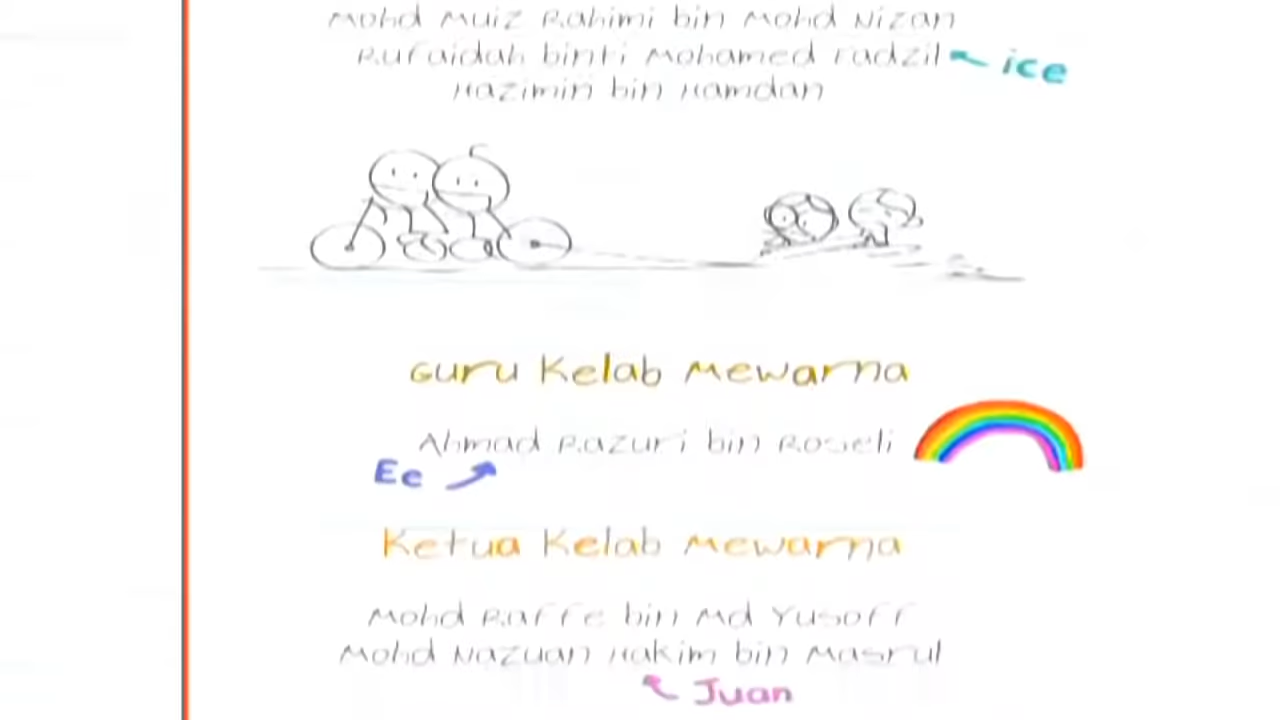 Mohd Muiz Rahimi bin Mohd Nizan
Rufaidah binti Mohamed Fadzil
ice
Hazimin bin Hamdan
Guru Kelab Mewarna
Ahmad Razuri bin Roseli
Ee
Ketua Kelab Mewarna
Mohd Raffe bin Md Yusoff
Mohd Nazuan Hakim bin Masrul
Juan